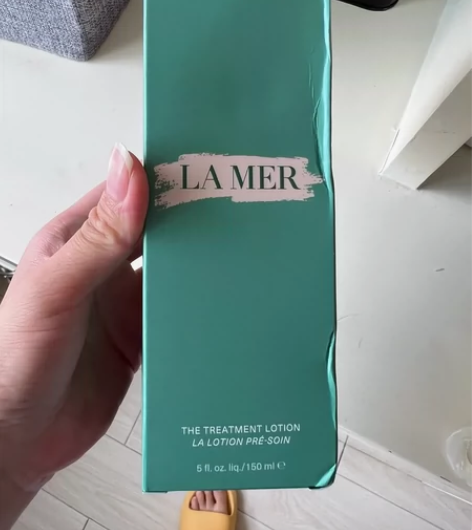 LA MER
THE TREATMENT LOTION
LA LOTION PRÉ-SOIN
5 fl. oz. liq./150 ml ℮